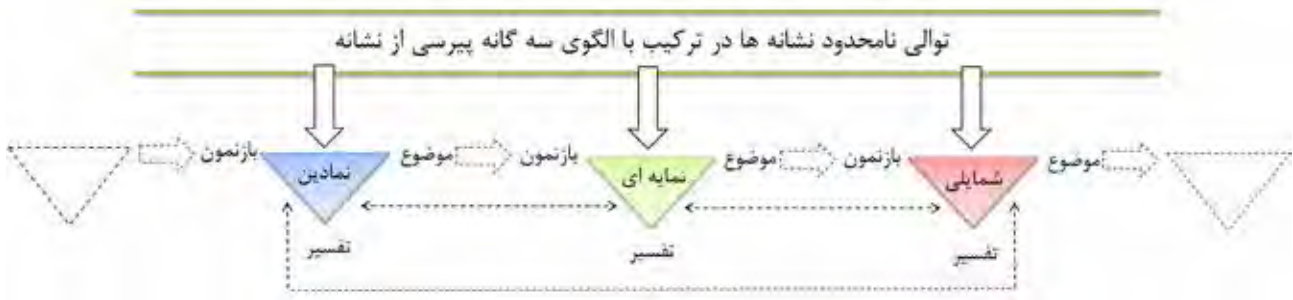 توالی نامحدود نشانه ها در ترکیب با الگوی سه گانه پیرسی از نشانه
موضوع شمایلی بازنمون موضوع نمایه ای بازنمون موضوع نمادین بازنمون
تفسیر تفسیر تفسیر